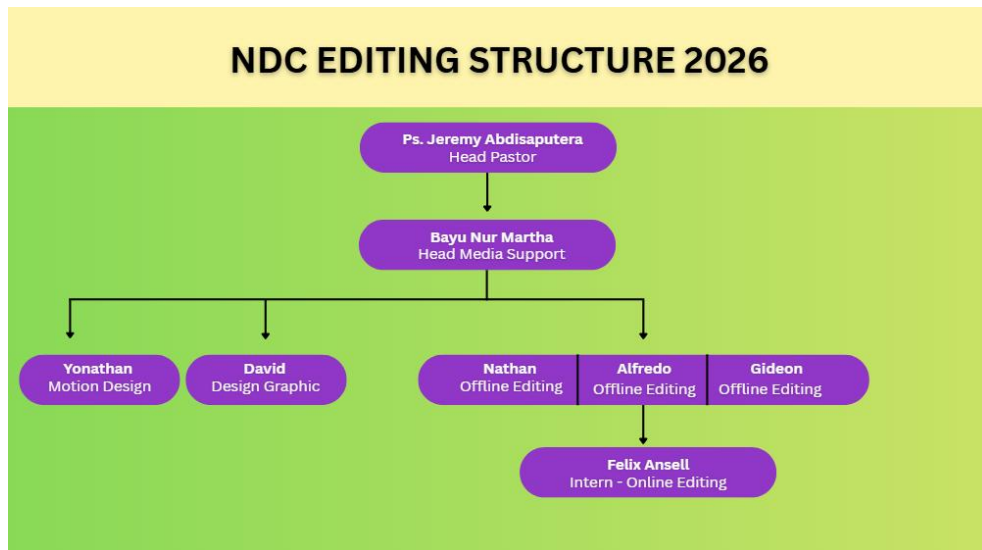 NDC EDITING STRUCTURE 2026
Ps. Jeremy Abdisaputera
Head Pastor
Bayu Nur Martha
Head Media Support
Yonathan
Motion Design
David
Design Graphic
Nathan
Offline Editing
Alfredo
Offline Editing
Gideon
Offline Editing
Felix Ansell
Intern - Online Editing